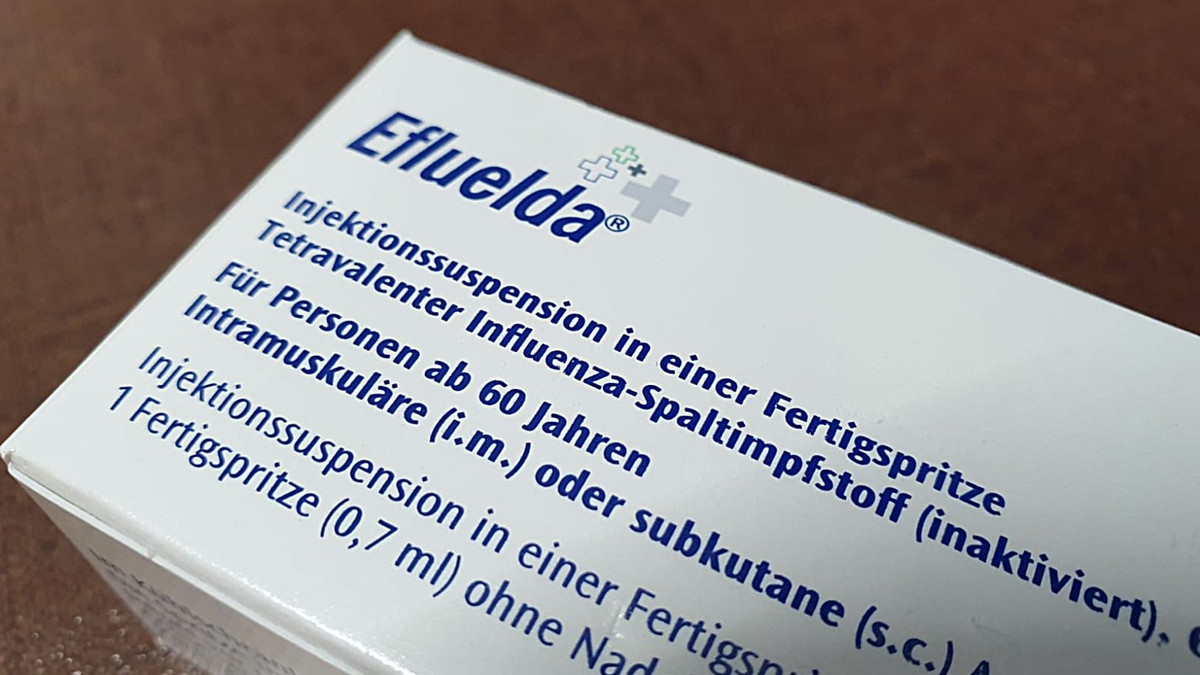 Efluelda®
Injektionssuspension in einer Fertigspritze
Tetravalenter Influenza-Spaltimpfstoff (inaktiviert),
Für Personen ab 60 Jahren
Intramuskuläre (i.m.) oder subkutane (s.c.)
Injektionssuspension in einer
1 Fertigspritze (0,7 ml) ohne